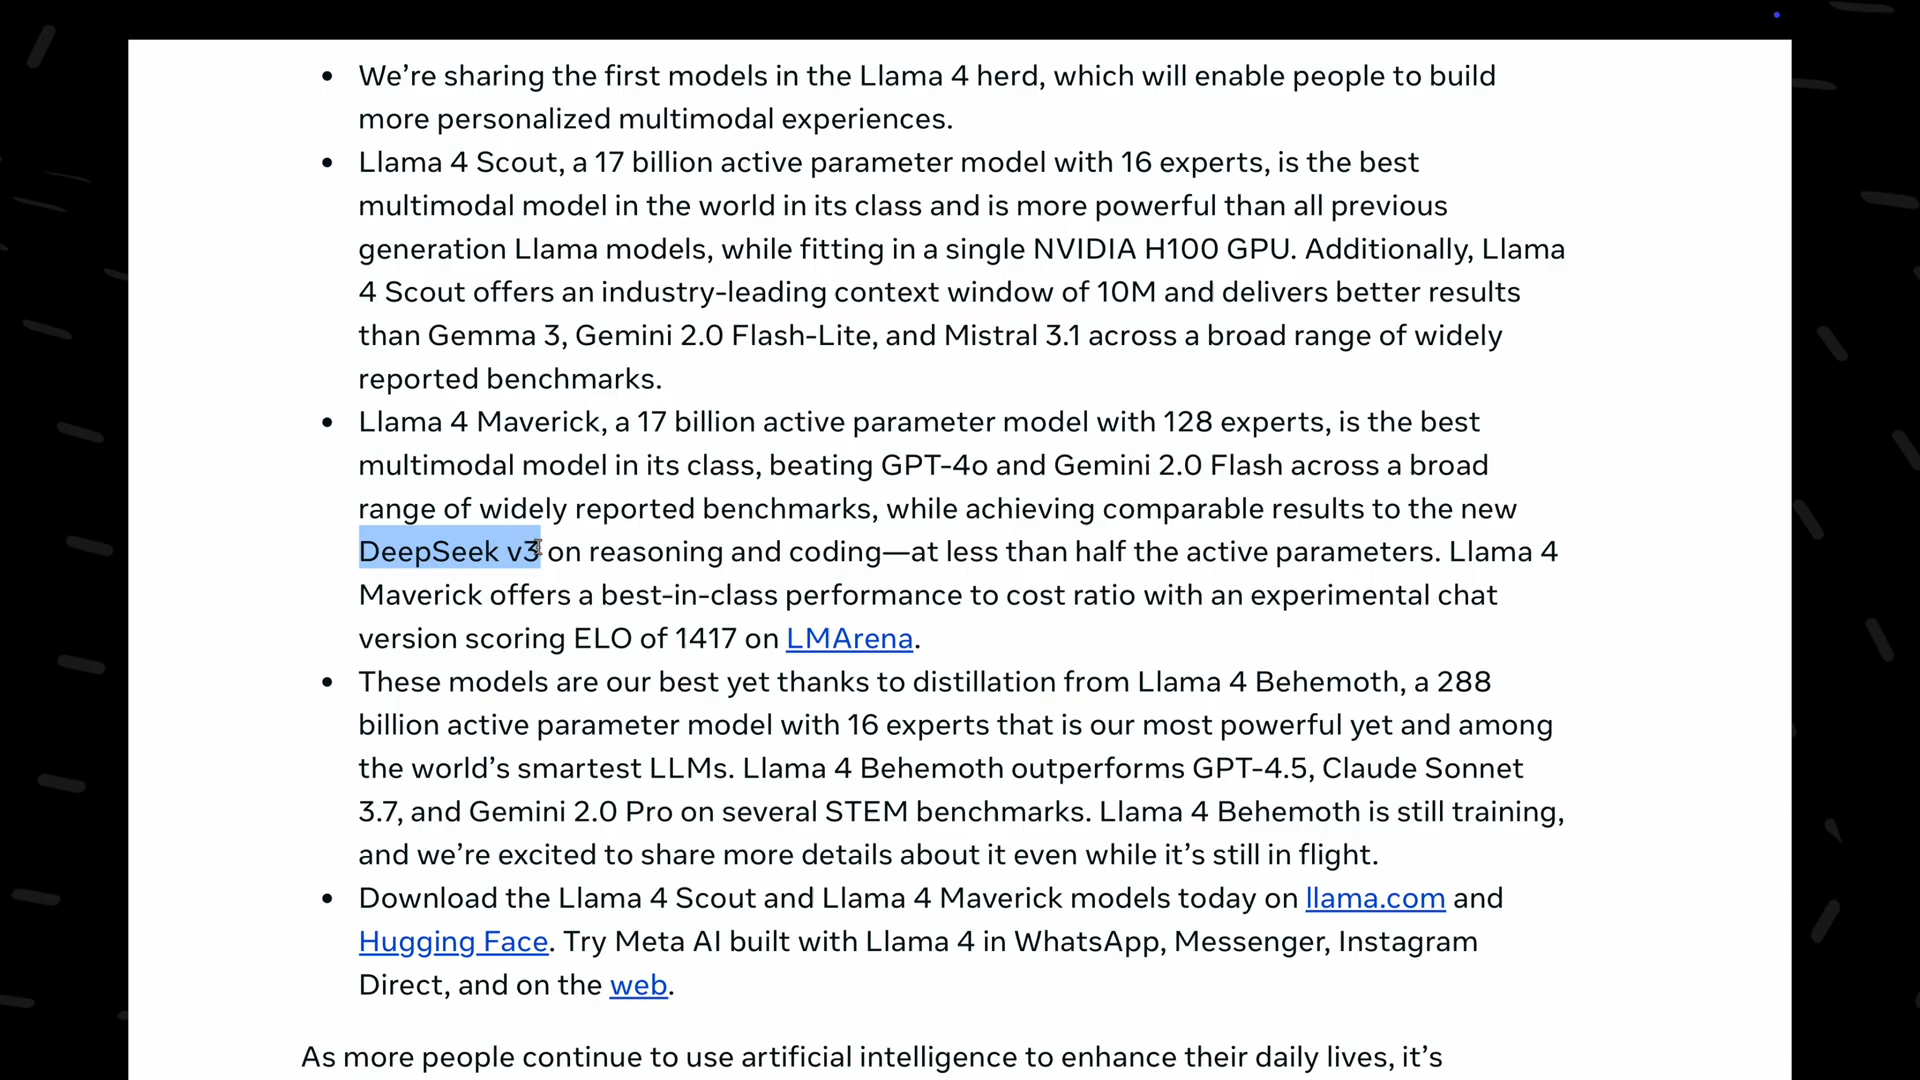 • We’re sharing the first models in the Llama 4 herd, which will enable people to build
more personalized multimodal experiences.
• Llama 4 Scout, a 17 billion active parameter model with 16 experts, is the best
multimodal model in the world in its class and is more powerful than all previous
generation Llama models, while fitting in a single NVIDIA H100 GPU. Additionally, Llama
4 Scout offers an industry-leading context window of 10M and delivers better results
than Gemma 3, Gemini 2.0 Flash-Lite, and Mistral 3.1 across a broad range of widely
reported benchmarks.
• Llama 4 Maverick, a 17 billion active parameter model with 128 experts, is the best
multimodal model in its class, beating GPT-4o and Gemini 2.0 Flash across a broad
range of widely reported benchmarks, while achieving comparable results to the new
DeepSeek v3 on reasoning and coding—at less than half the active parameters. Llama 4
Maverick offers a best-in-class performance to cost ratio with an experimental chat
version scoring ELO of 1417 on LMArena.
• These models are our best yet thanks to distillation from Llama 4 Behemoth, a 288
billion active parameter model with 16 experts that is our most powerful yet and among
the world’s smartest LLMs. Llama 4 Behemoth outperforms GPT-4.5, Claude Sonnet
3.7, and Gemini 2.0 Pro on several STEM benchmarks. Llama 4 Behemoth is still training,
and we’re excited to share more details about it even while it’s still in flight.
• Download the Llama 4 Scout and Llama 4 Maverick models today on llama.com and
Hugging Face. Try Meta AI built with Llama 4 in WhatsApp, Messenger, Instagram
Direct, and on the web.
As more people continue to use artificial intelligence to enhance their daily lives, it’s